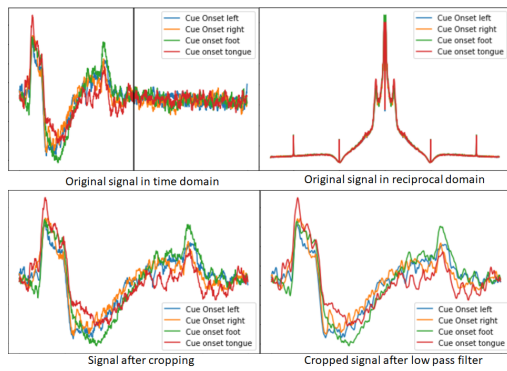 Cue Onset left
Cue Onset right
Cue onset foot
Cue onset tongue
Cue Onset left
Cue Onset right
Cue onset foot
Cue onset tongue
Original signal in time domain
Original signal in reciprocal domain
Cue Onset left
Cue Onset right
Cue onset foot
Cue onset tongue
Cue Onset left
Cue Onset right
Cue onset foot
Cue onset tongue
Signal after cropping
Cropped signal after low pass filter